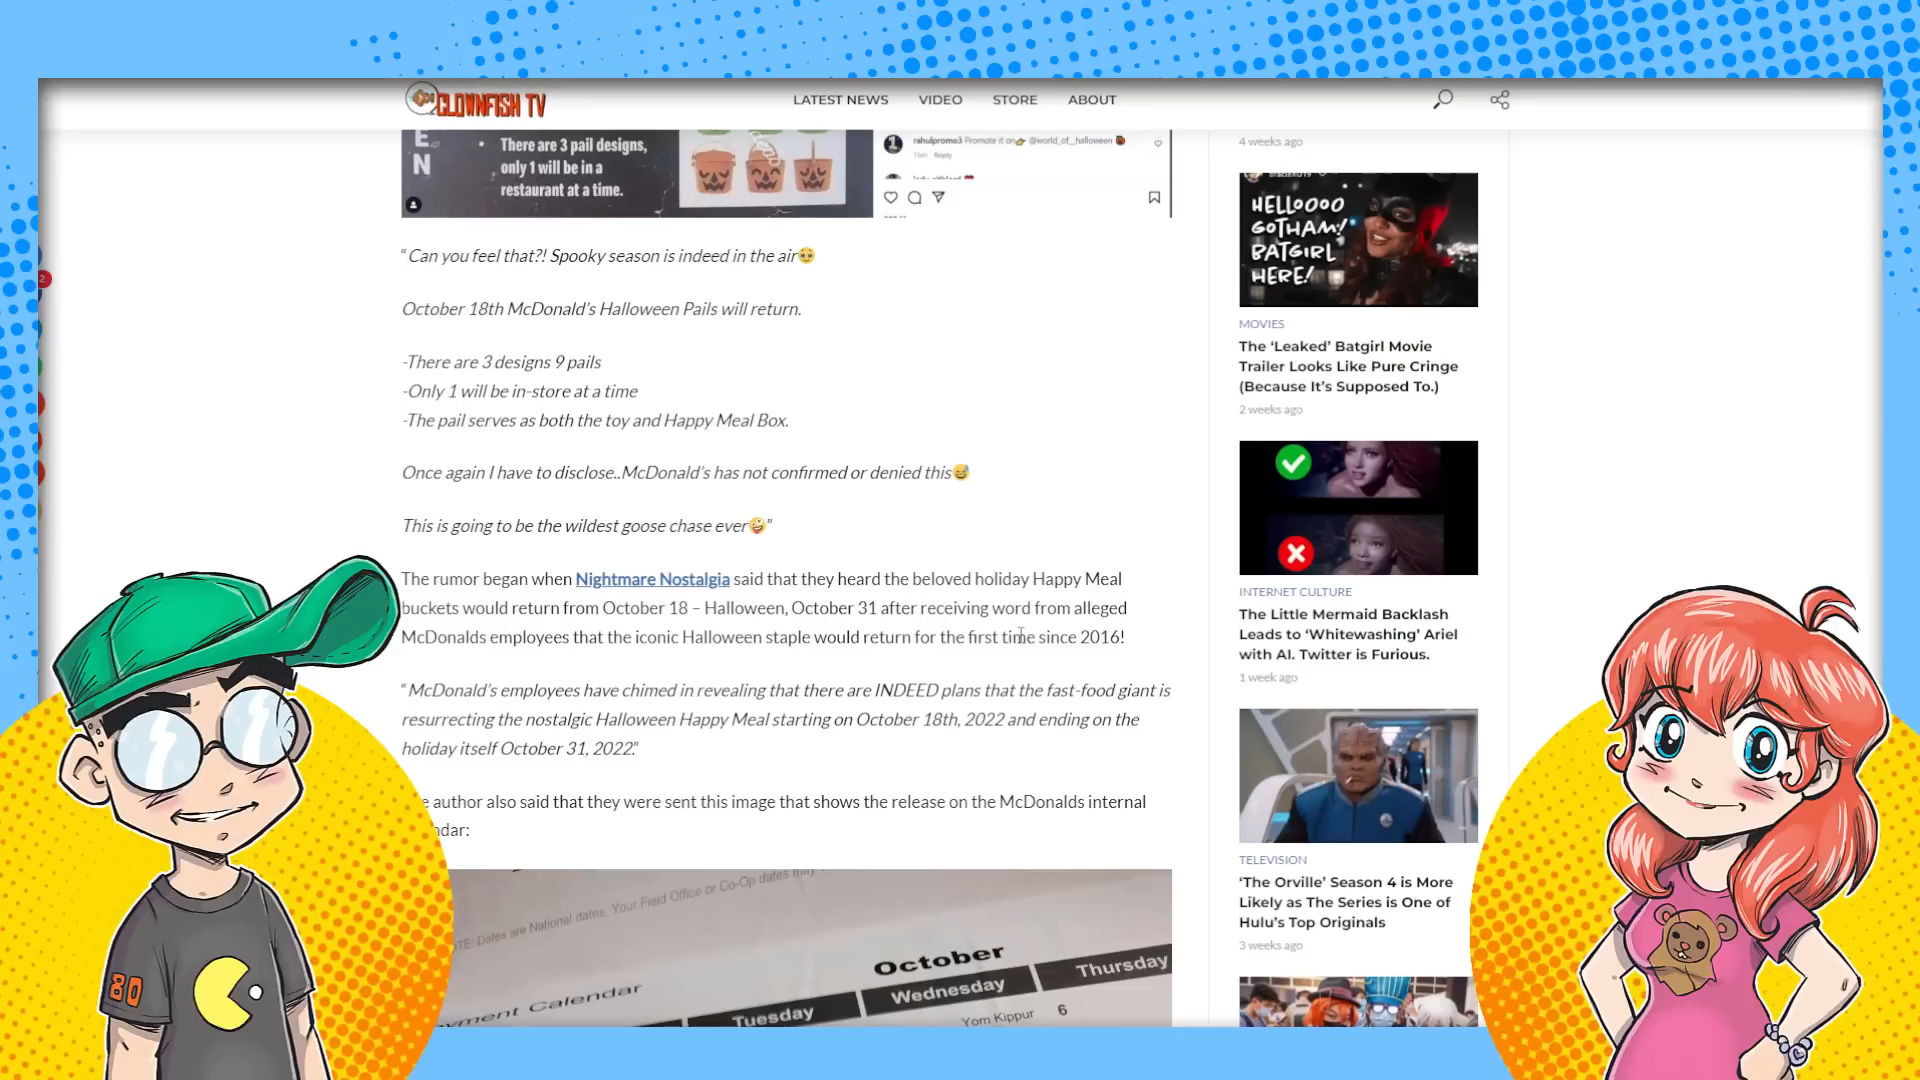 CLOWNFISH TV
LATEST NEWS VIDEO STORE ABOUT
E
N
• There are 3 pail designs,
only 1 will be in a
restaurant at a time.
rahulpromo3 Promote it on👉 @world_of_halloween 🎃
Reply
“Can you feel that?! Spooky season is indeed in the air🥹
October 18th McDonald’s Halloween Pails will return.
-There are 3 designs 9 pails
-Only 1 will be in-store at a time
-The pail serves as both the toy and Happy Meal Box.
Once again I have to disclose..McDonald’s has not confirmed or denied this😅
This is going to be the wildest goose chase ever🤪”
The rumor began when Nightmare Nostalgia said that they heard the beloved holiday Happy Meal
buckets would return from October 18 – Halloween, October 31 after receiving word from alleged
McDonalds employees that the iconic Halloween staple would return for the first time since 2016!
“McDonald’s employees have chimed in revealing that there are INDEED plans that the fast-food giant is
resurrecting the nostalgic Halloween Happy Meal starting on October 18th, 2022 and ending on the
holiday itself October 31, 2022.”
e author also said that they were sent this image that shows the release on the McDonalds internal
ndar:
OTE: Dates are National dates. Your Field Office or Co-Op dates may
October
yment Calendar
Tuesday Wednesday Thursday
Yom Kippur 6
4 weeks ago
HELLOOOO
GOTHAM!
BATGIRL
HERE!
MOVIES
The ‘Leaked’ Batgirl Movie
Trailer Looks Like Pure Cringe
(Because It’s Supposed To.)
2 weeks ago
INTERNET CULTURE
The Little Mermaid Backlash
Leads to ‘Whitewashing’ Ariel
with AI. Twitter is Furious.
1 week ago
TELEVISION
‘The Orville’ Season 4 is More
Likely as The Series is One of
Hulu’s Top Originals
3 weeks ago
2
80